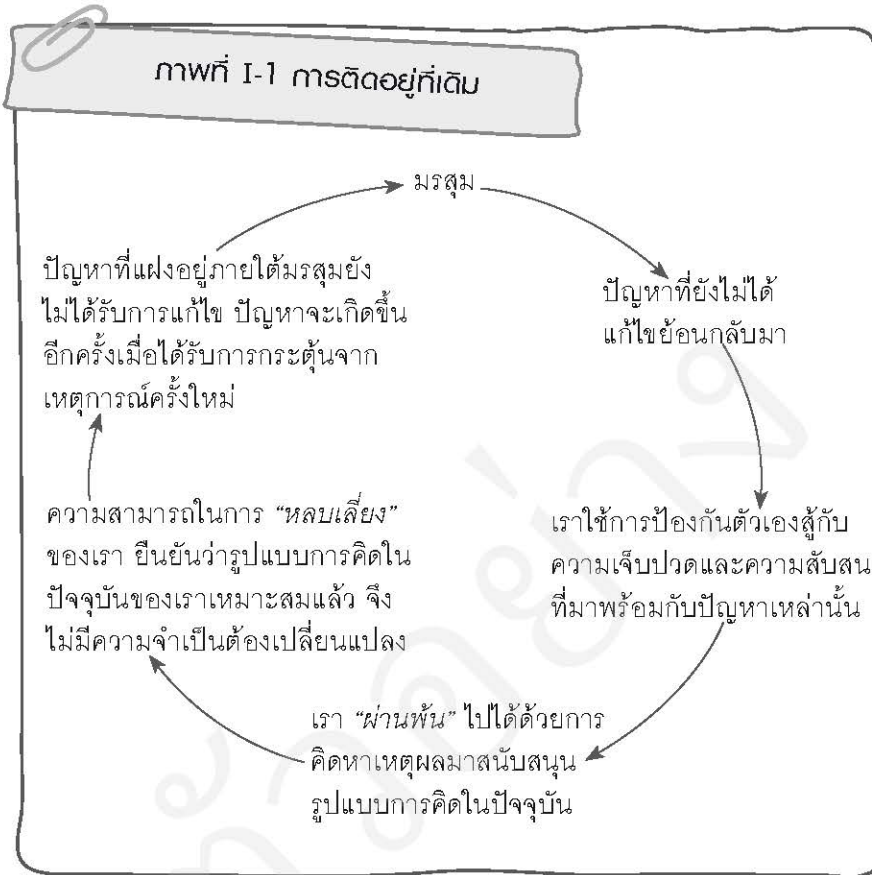 ภาพที่ I-1 การติดอยู่ที่เดิม
มรสุม
ปัญหาที่ยังไม่ได้
แก้ไขย้อนกลับมา
เราใช้การป้องกันตัวเองสู้กับ
ความเจ็บปวดและความสับสน
ที่มาพร้อมกับปัญหาเหล่านั้น
เรา “ผ่านพ้น” ไปได้ด้วยการ
คิดหาเหตุผลมาสนับสนุน
รูปแบบการคิดในปัจจุบัน
ความสามารถในการ “หลบเลี่ยง”
ของเรา ยืนยันว่ารูปแบบการคิดใน
ปัจจุบันของเราเหมาะสมแล้ว จึง
ไม่มีความจำเป็นต้องเปลี่ยนแปลง
ปัญหาที่แฝงอยู่ภายใต้มรสุมยัง
ไม่ได้รับการแก้ไข ปัญหาจะเกิดขึ้น
อีกครั้งเมื่อได้รับการกระตุ้นจาก
เหตุการณ์ครั้งใหม่
ตัวอย่าง